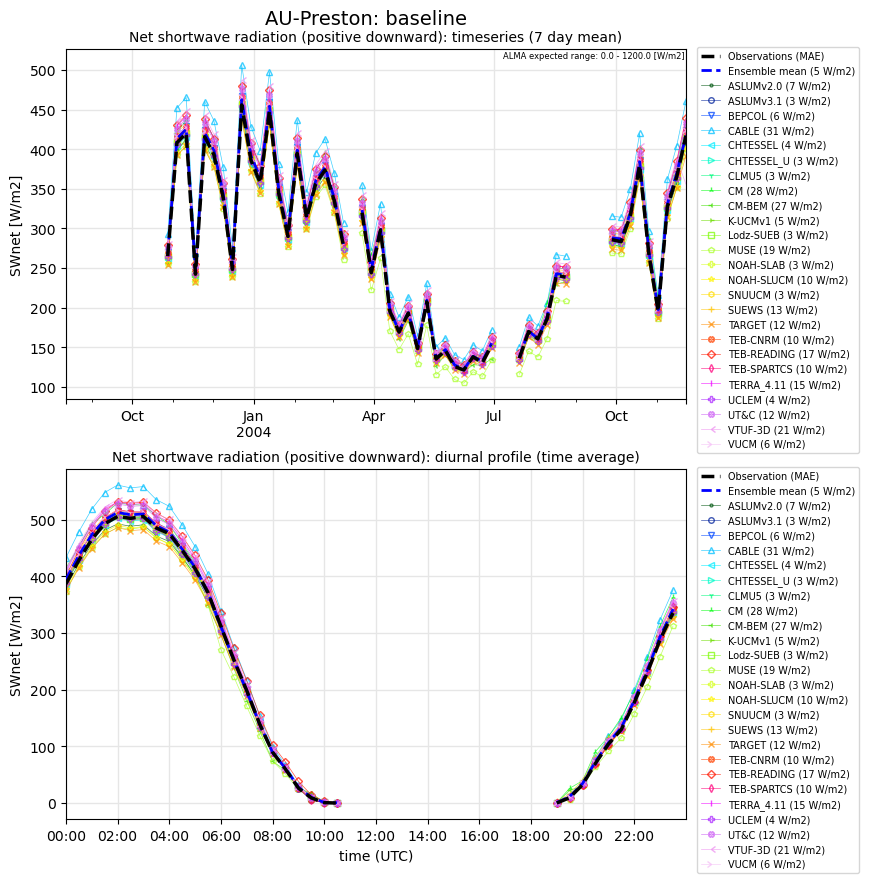 AU-Preston: baseline
Net shortwave radiation (positive downward): timeseries (7 day mean)
ALMA expected range: 0.0 - 1200.0 [W/m2]
SWnet [W/m2]
500
450
400
350
300
250
200
150
100
Oct
Jan
2004
Apr
Jul
Oct
Observations (MAE)
Ensemble mean (5 W/m2)
ASLUMv2.0 (7 W/m2)
ASLUMv3.1 (3 W/m2)
BEPCOL (6 W/m2)
CABLE (31 W/m2)
CHTESSEL (4 W/m2)
CHTESSEL_U (3 W/m2)
CLMU5 (3 W/m2)
CM (28 W/m2)
CM-BEM (27 W/m2)
K-UCMv1 (5 W/m2)
Lodz-SUEB (3 W/m2)
MUSE (19 W/m2)
NOAH-SLAB (3 W/m2)
NOAH-SLUCM (10 W/m2)
SNUUCM (3 W/m2)
SUEWS (13 W/m2)
TARGET (12 W/m2)
TEB-CNRM (10 W/m2)
TEB-READING (17 W/m2)
TEB-SPARTCS (10 W/m2)
TERRA_4.11 (15 W/m2)
UCLEM (4 W/m2)
UT&C (12 W/m2)
VTUF-3D (21 W/m2)
VUCM (6 W/m2)
Net shortwave radiation (positive downward): diurnal profile (time average)
SWnet [W/m2]
500
400
300
200
100
0
00:00
02:00
04:00
06:00
08:00
10:00
12:00
14:00
16:00
18:00
20:00
22:00
time (UTC)
Observation (MAE)
Ensemble mean (5 W/m2)
ASLUMv2.0 (7 W/m2)
ASLUMv3.1 (3 W/m2)
BEPCOL (6 W/m2)
CABLE (31 W/m2)
CHTESSEL (4 W/m2)
CHTESSEL_U (3 W/m2)
CLMU5 (3 W/m2)
CM (28 W/m2)
CM-BEM (27 W/m2)
K-UCMv1 (5 W/m2)
Lodz-SUEB (3 W/m2)
MUSE (19 W/m2)
NOAH-SLAB (3 W/m2)
NOAH-SLUCM (10 W/m2)
SNUUCM (3 W/m2)
SUEWS (13 W/m2)
TARGET (12 W/m2)
TEB-CNRM (10 W/m2)
TEB-READING (17 W/m2)
TEB-SPARTCS (10 W/m2)
TERRA_4.11 (15 W/m2)
UCLEM (4 W/m2)
UT&C (12 W/m2)
VTUF-3D (21 W/m2)
VUCM (6 W/m2)